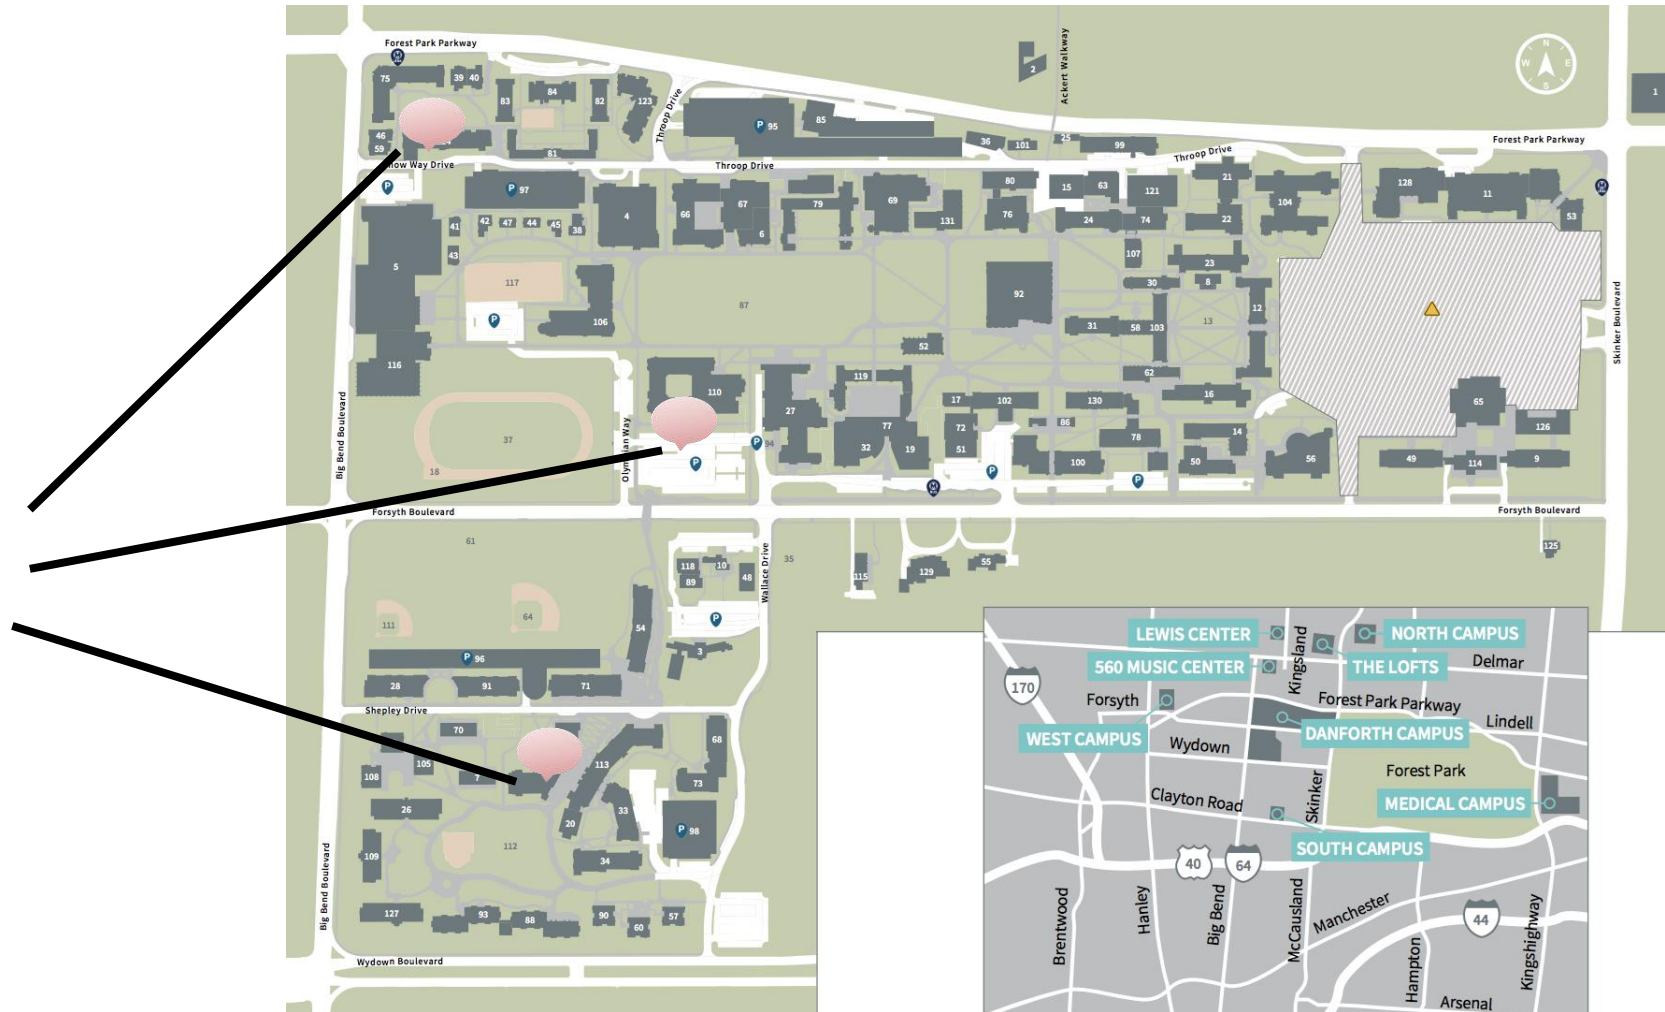 Forest Park Parkway
Ackert Walkway
2
N
W E
S
1
75
39 40
84
83
82
123
Throop Drive
P 95
85
36
101
25
99
Forest Park Parkway
46
59
81
now Way Drive
Throop Drive
Throop Drive
P
P 97
4
66
67
6
79
69
131
80
76
15
63
121
24
74
21
22
104
128
11
53
41
42
47
44
45
38
43
5
107
23
30
8
117
106
87
92
31
58
103
13
12
P
116
52
62
110
119
27
17
102
130
16
65
Skinker Boulevard
Big Bend Boulevard
37
18
Olympian Way
P
P
94
77
32
19
72
51
86
78
14
126
100
50
56
49
114
9
P
P
Forsyth Boulevard
Forsyth Boulevard
61
118
10
89
48
Wallace Drive
35
115
129
55
125
111
64
54
P
P 96
3
28
91
71
Shepley Drive
70
68
105
108
7
113
73
26
20
33
P 98
109
112
34
127
93
88
90
60
57
Big Bend Boulevard
Wydown Boulevard
LEWIS CENTER
Kingsland
NORTH CAMPUS
560 MUSIC CENTER
THE LOFTS
Delmar
170
Forsyth
Forest Park Parkway
Lindell
WEST CAMPUS
Wydown
DANFORTH CAMPUS
Forest Park
Clayton Road
Skinker
MEDICAL CAMPUS
SOUTH CAMPUS
40
64
Brentwood
Hanley
Big Bend
McCausland
Manchester
44
Hampton
Kingshighway
Arsenal